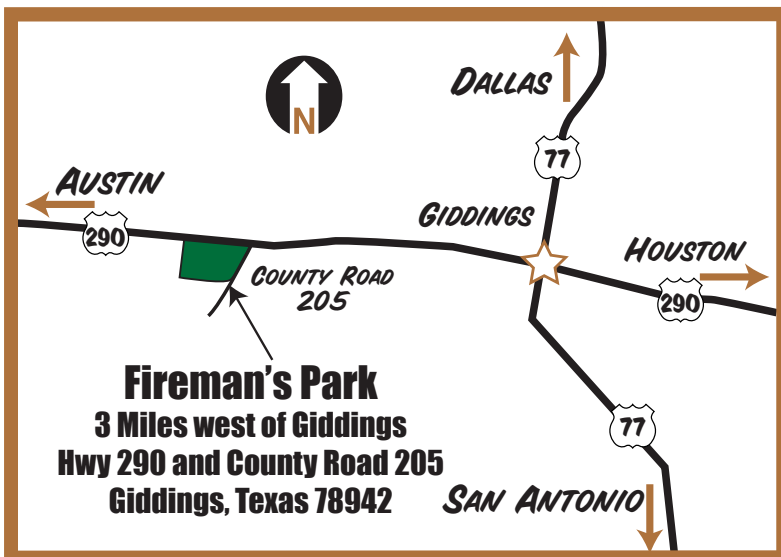 DALLAS
N
77
AUSTIN
290
GIDDINGS
HOUSTON
290
COUNTY ROAD
205
Fireman's Park
3 Miles west of Giddings
Hwy 290 and County Road 205
Giddings, Texas 78942
77
SAN ANTONIO